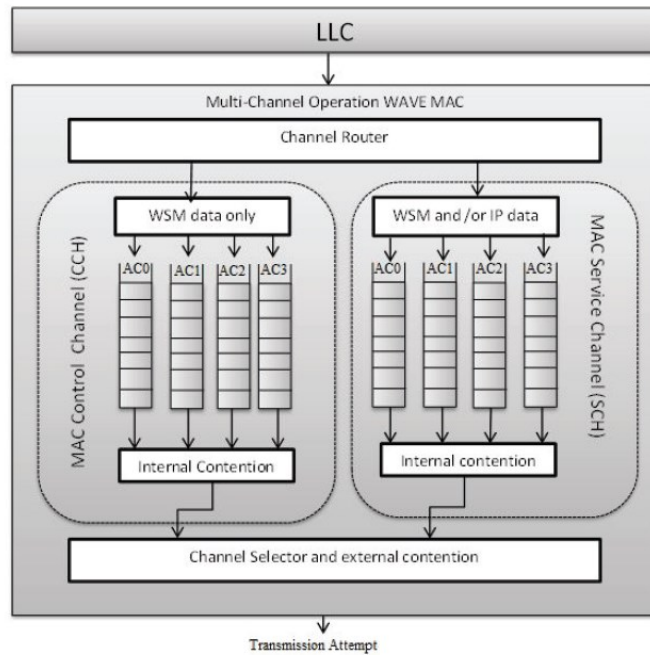 LLC
Multi-Channel Operation WAVE MAC
Channel Router
MAC Control Channel (CCH)
WSM data only
AC0 AC1 AC2 AC3
Internal Contention
WSM and /or IP data
AC0 AC1 AC2 AC3
Internal contention
MAC Service Channel (SCH)
Channel Selector and external contention
Transmission Attempt